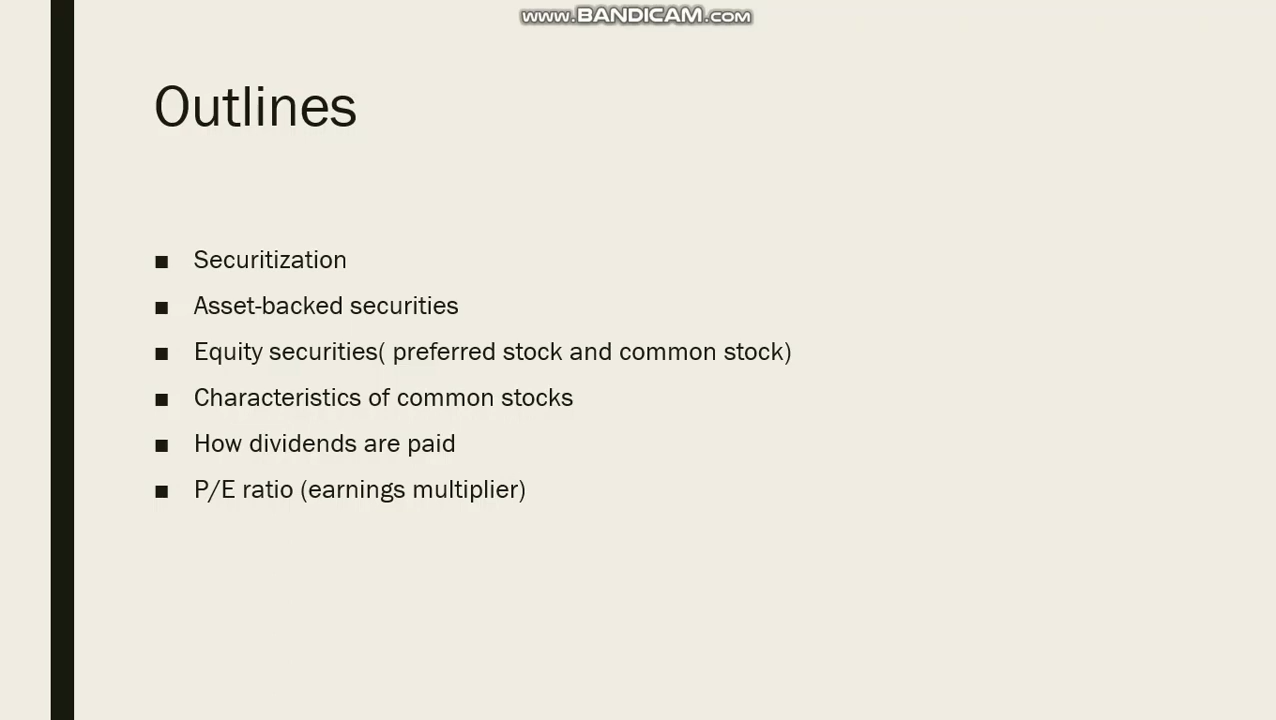 www.BANDICAM.com
Outlines
■ Securitization
■ Asset-backed securities
■ Equity securities( preferred stock and common stock)
■ Characteristics of common stocks
■ How dividends are paid
■ P/E ratio (earnings multiplier)